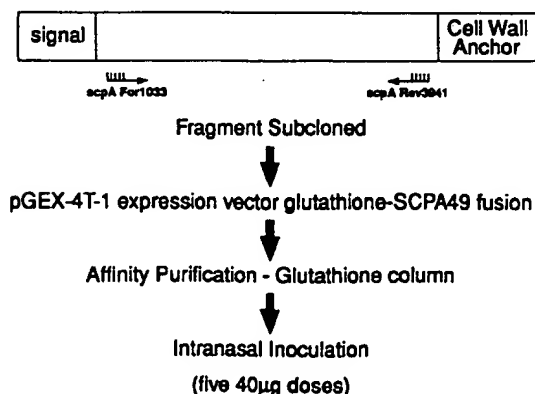 signal
Cell Wall
Anchor
scpA For1033
scpA Rev3941
Fragment Subcloned
pGEX-4T-1 expression vector glutathione-SCPA49 fusion
Affinity Purification - Glutathione column
Intranasal Inoculation
(five 40µg doses)